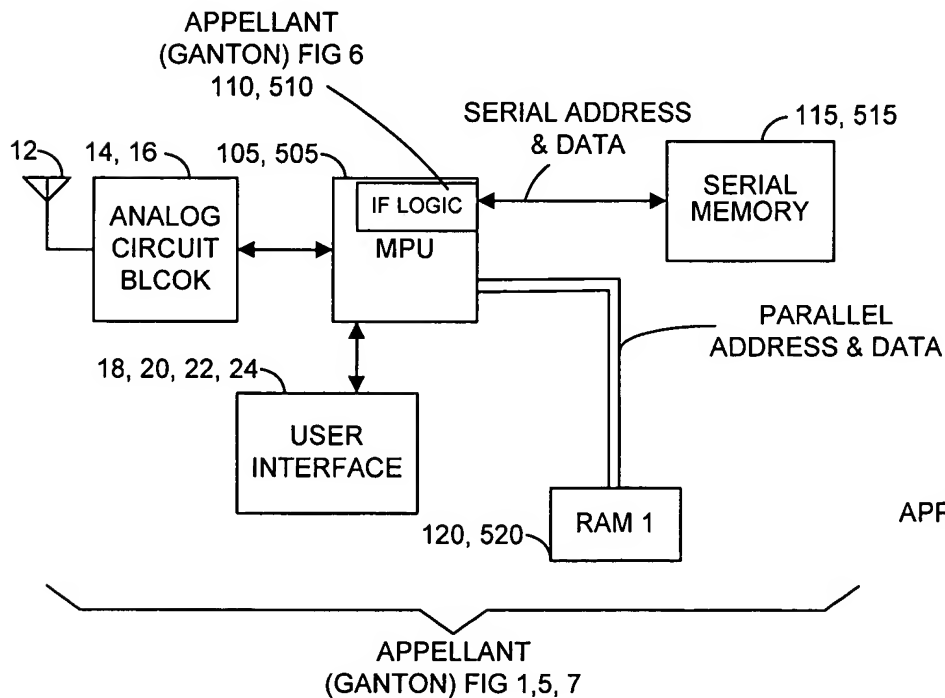 APPELLANT
(GANTON) FIG 6
110, 510
SERIAL ADDRESS
& DATA
115, 515
12
14, 16
105, 505
ANALOG
CIRCUIT
BLCOK
IF LOGIC
MPU
SERIAL
MEMORY
PARALLEL
ADDRESS & DATA
18, 20, 22, 24
USER
INTERFACE
RAM 1
120, 520
APP
APPELLANT
(GANTON) FIG 1,5, 7